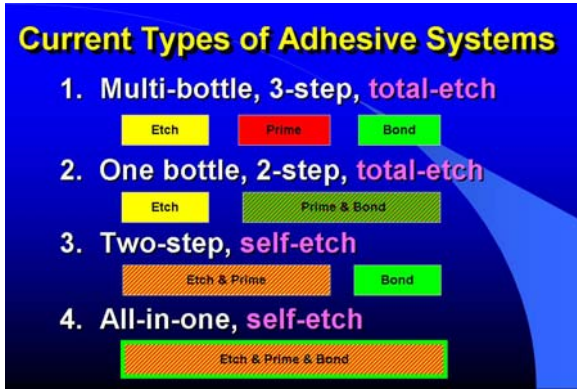 Current Types of Adhesive Systems
1. Multi-bottle, 3-step, total-etch
Etch Prime Bond
2. One bottle, 2-step, total-etch
Etch Prime & Bond
3. Two-step, self-etch
Etch & Prime Bond
4. All-in-one, self-etch
Etch & Prime & Bond